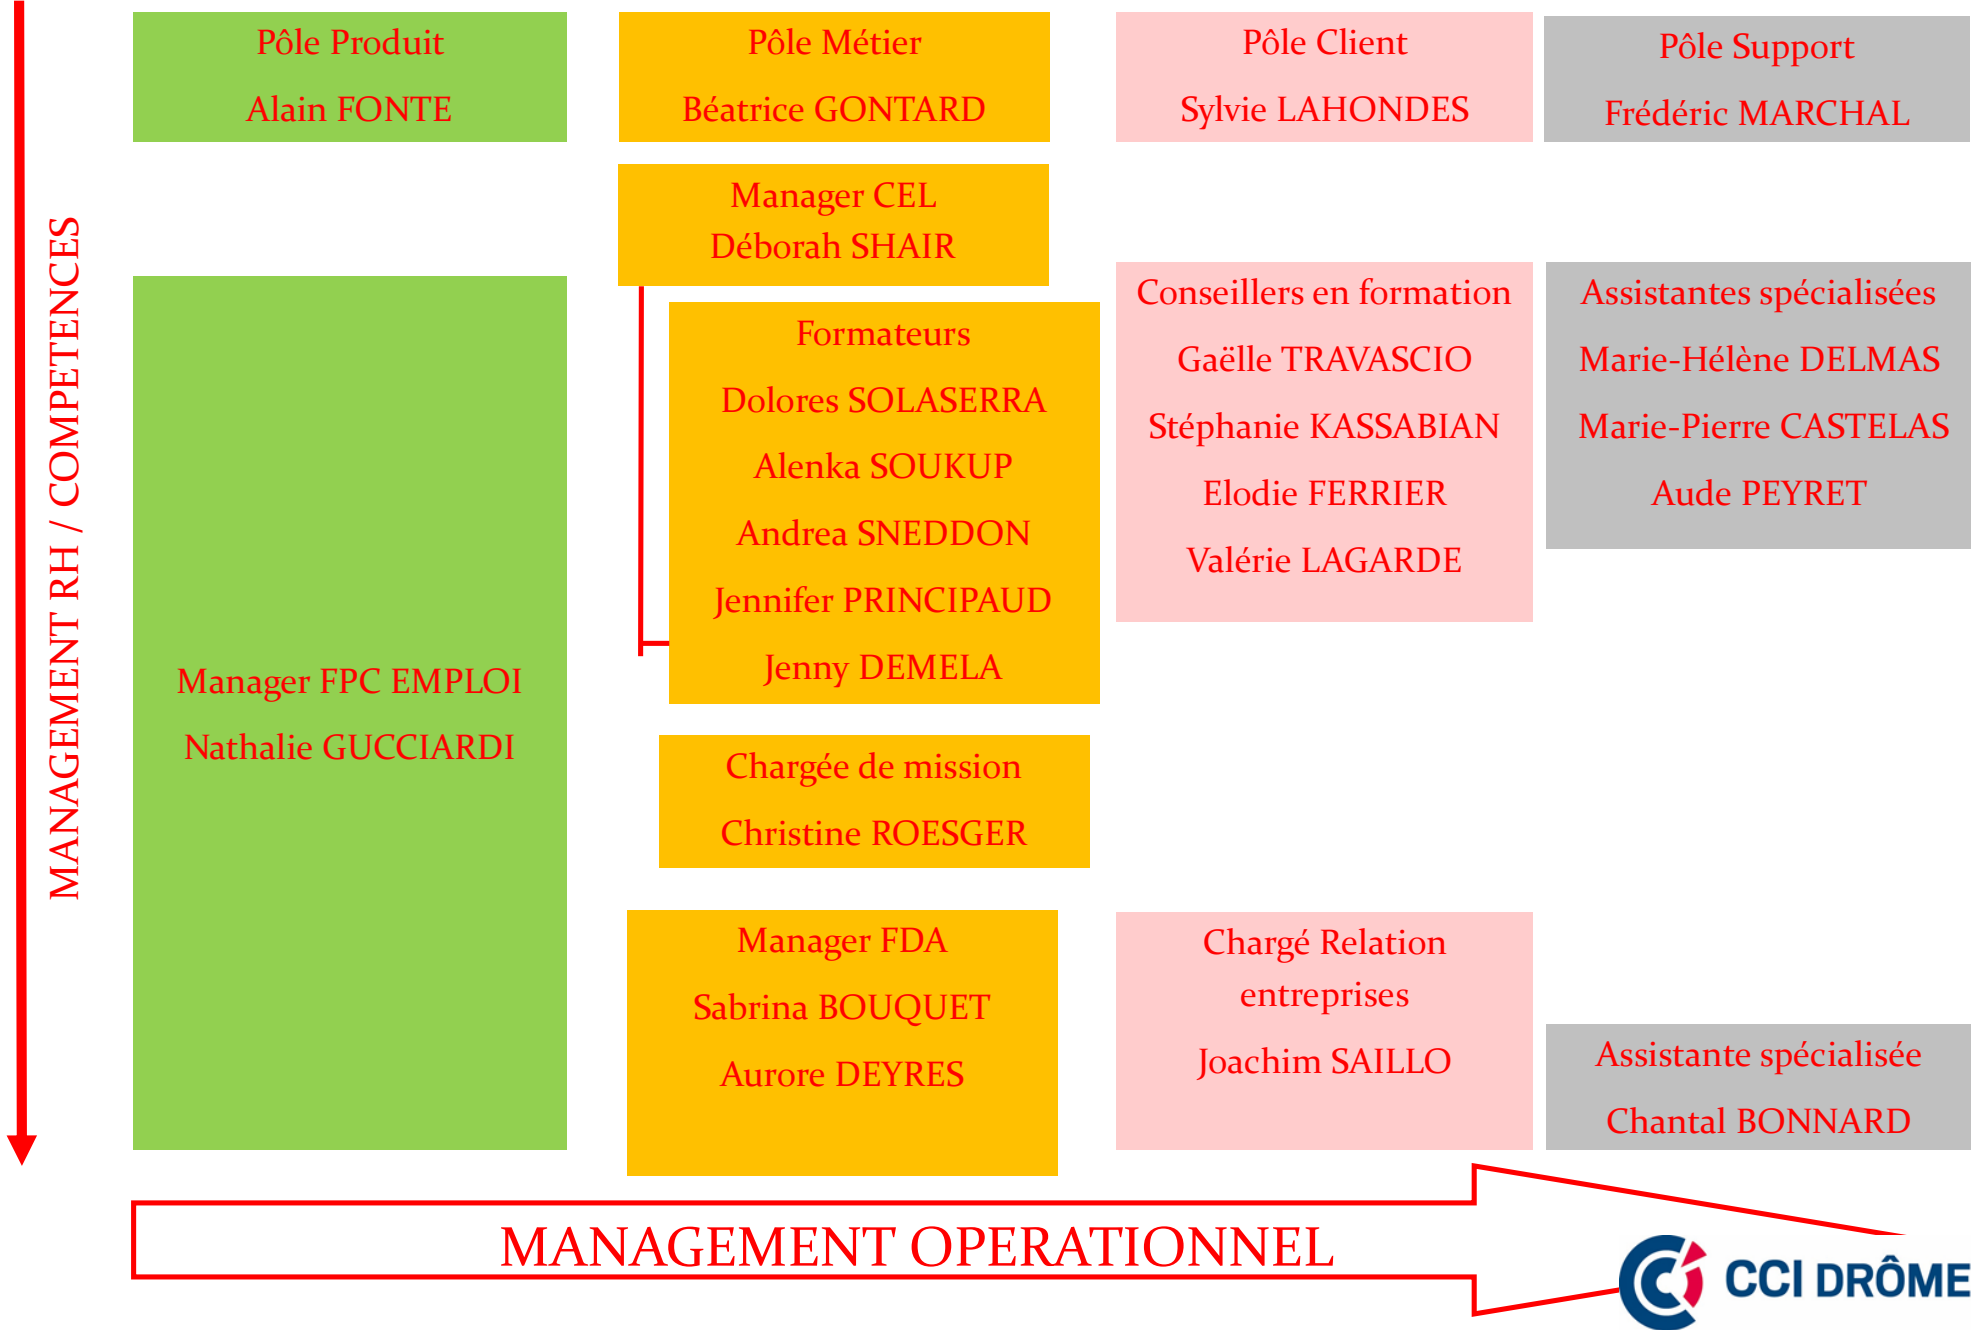 MANAGEMENT RH / COMPETENCES
Pôle Produit
Alain FONTE
Manager FPC EMPLOI
Nathalie GUCCIARDI
Pôle Métier
Béatrice GONTARD
Manager CEL
Déborah SHAIR
Formateurs
Dolores SOLASERRA
Alenka SOUKUP
Andrea SNEDDON
Jennifer PRINCIPAUD
Jenny DEMELA
Chargée de mission
Christine ROESGER
Manager FDA
Sabrina BOUQUET
Aurore DEYRES
Pôle Client
Sylvie LAHONDES
Conseillers en formation
Gaëlle TRAVASCIO
Stéphanie KASSABIAN
Elodie FERRIER
Valérie LAGARDE
Chargé Relation
entreprises
Joachim SAILLO
Pôle Support
Frédéric MARCHAL
Assistantes spécialisées
Marie-Hélène DELMAS
Marie-Pierre CASTELAS
Aude PEYRET
Assistante spécialisée
Chantal BONNARD
MANAGEMENT OPERATIONNEL
CCI DRÔME